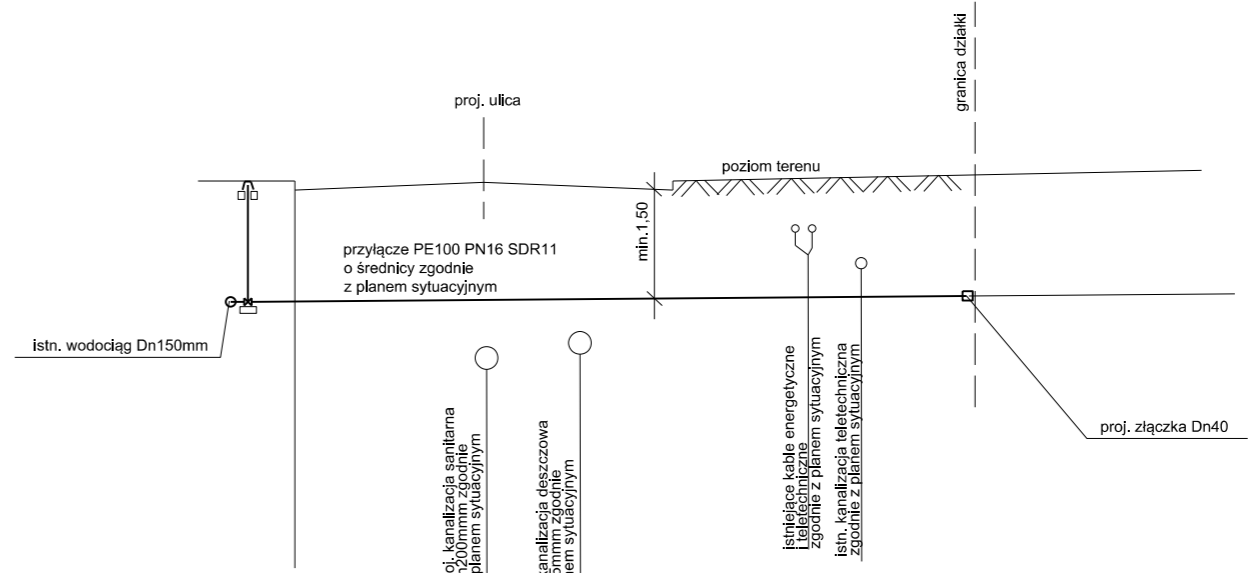 granica działki
proj. ulica
poziom terenu
min.1,50
przyłącze PE100 PN16 SDR11
o średnicy zgodnie
z planem sytuacyjnym
istn. wodociąg Dn150mm
proj. złączka Dn40
kanalizacja sanitarna
zgodnie
planem sytuacyjnym
kanalizacja deszczowa
zgodnie
sytuacyjnym
istniejące kable energetyczne
i teletechniczne
zgodnie z planem sytuacyjnym
istn. kanalizacja teletechniczna
zgodnie z planem sytuacyjnym